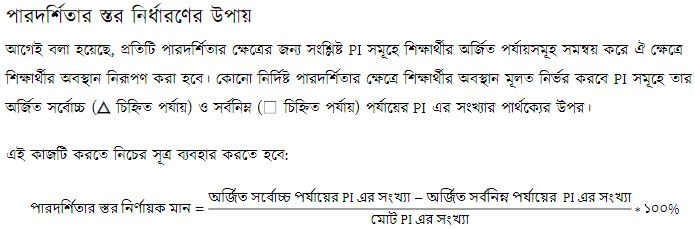 পারদর্শিতার স্তর নির্ধারণের উপায়
আগেই বলা হয়েছে, প্রতিটি পারদর্শিতার ক্ষেত্রের জন্য সংশ্লিষ্ট PI সমূহে শিক্ষার্থীর অর্জিত পর্যায়সমূহ সমন্বয় করে ঐ ক্ষেত্রে
শিক্ষার্থীর অবস্থান নিরূপণ করা হবে। কোনো নির্দিষ্ট পারদর্শিতার ক্ষেত্রে শিক্ষার্থীর অবস্থান মূলত নির্ভর করবে PI সমূহে তার
অর্জিত সর্বোচ্চ (△ চিহ্নিত পর্যায়) ও সর্বনিম্ন (□ চিহ্নিত পর্যায়) পর্যায়ের PI এর সংখ্যার পার্থক্যের উপর।
এই কাজটি করতে নিচের সূত্র ব্যবহার করতে হবে:
অর্জিত সর্বোচ্চ পর্যায়ের PI এর সংখ্যা – অর্জিত সর্বনিম্ন পর্যায়ের PI এর সংখ্যা
পারদর্শিতার স্তর নির্ণায়ক মান = * ১০০%
মোট PI এর সংখ্যা